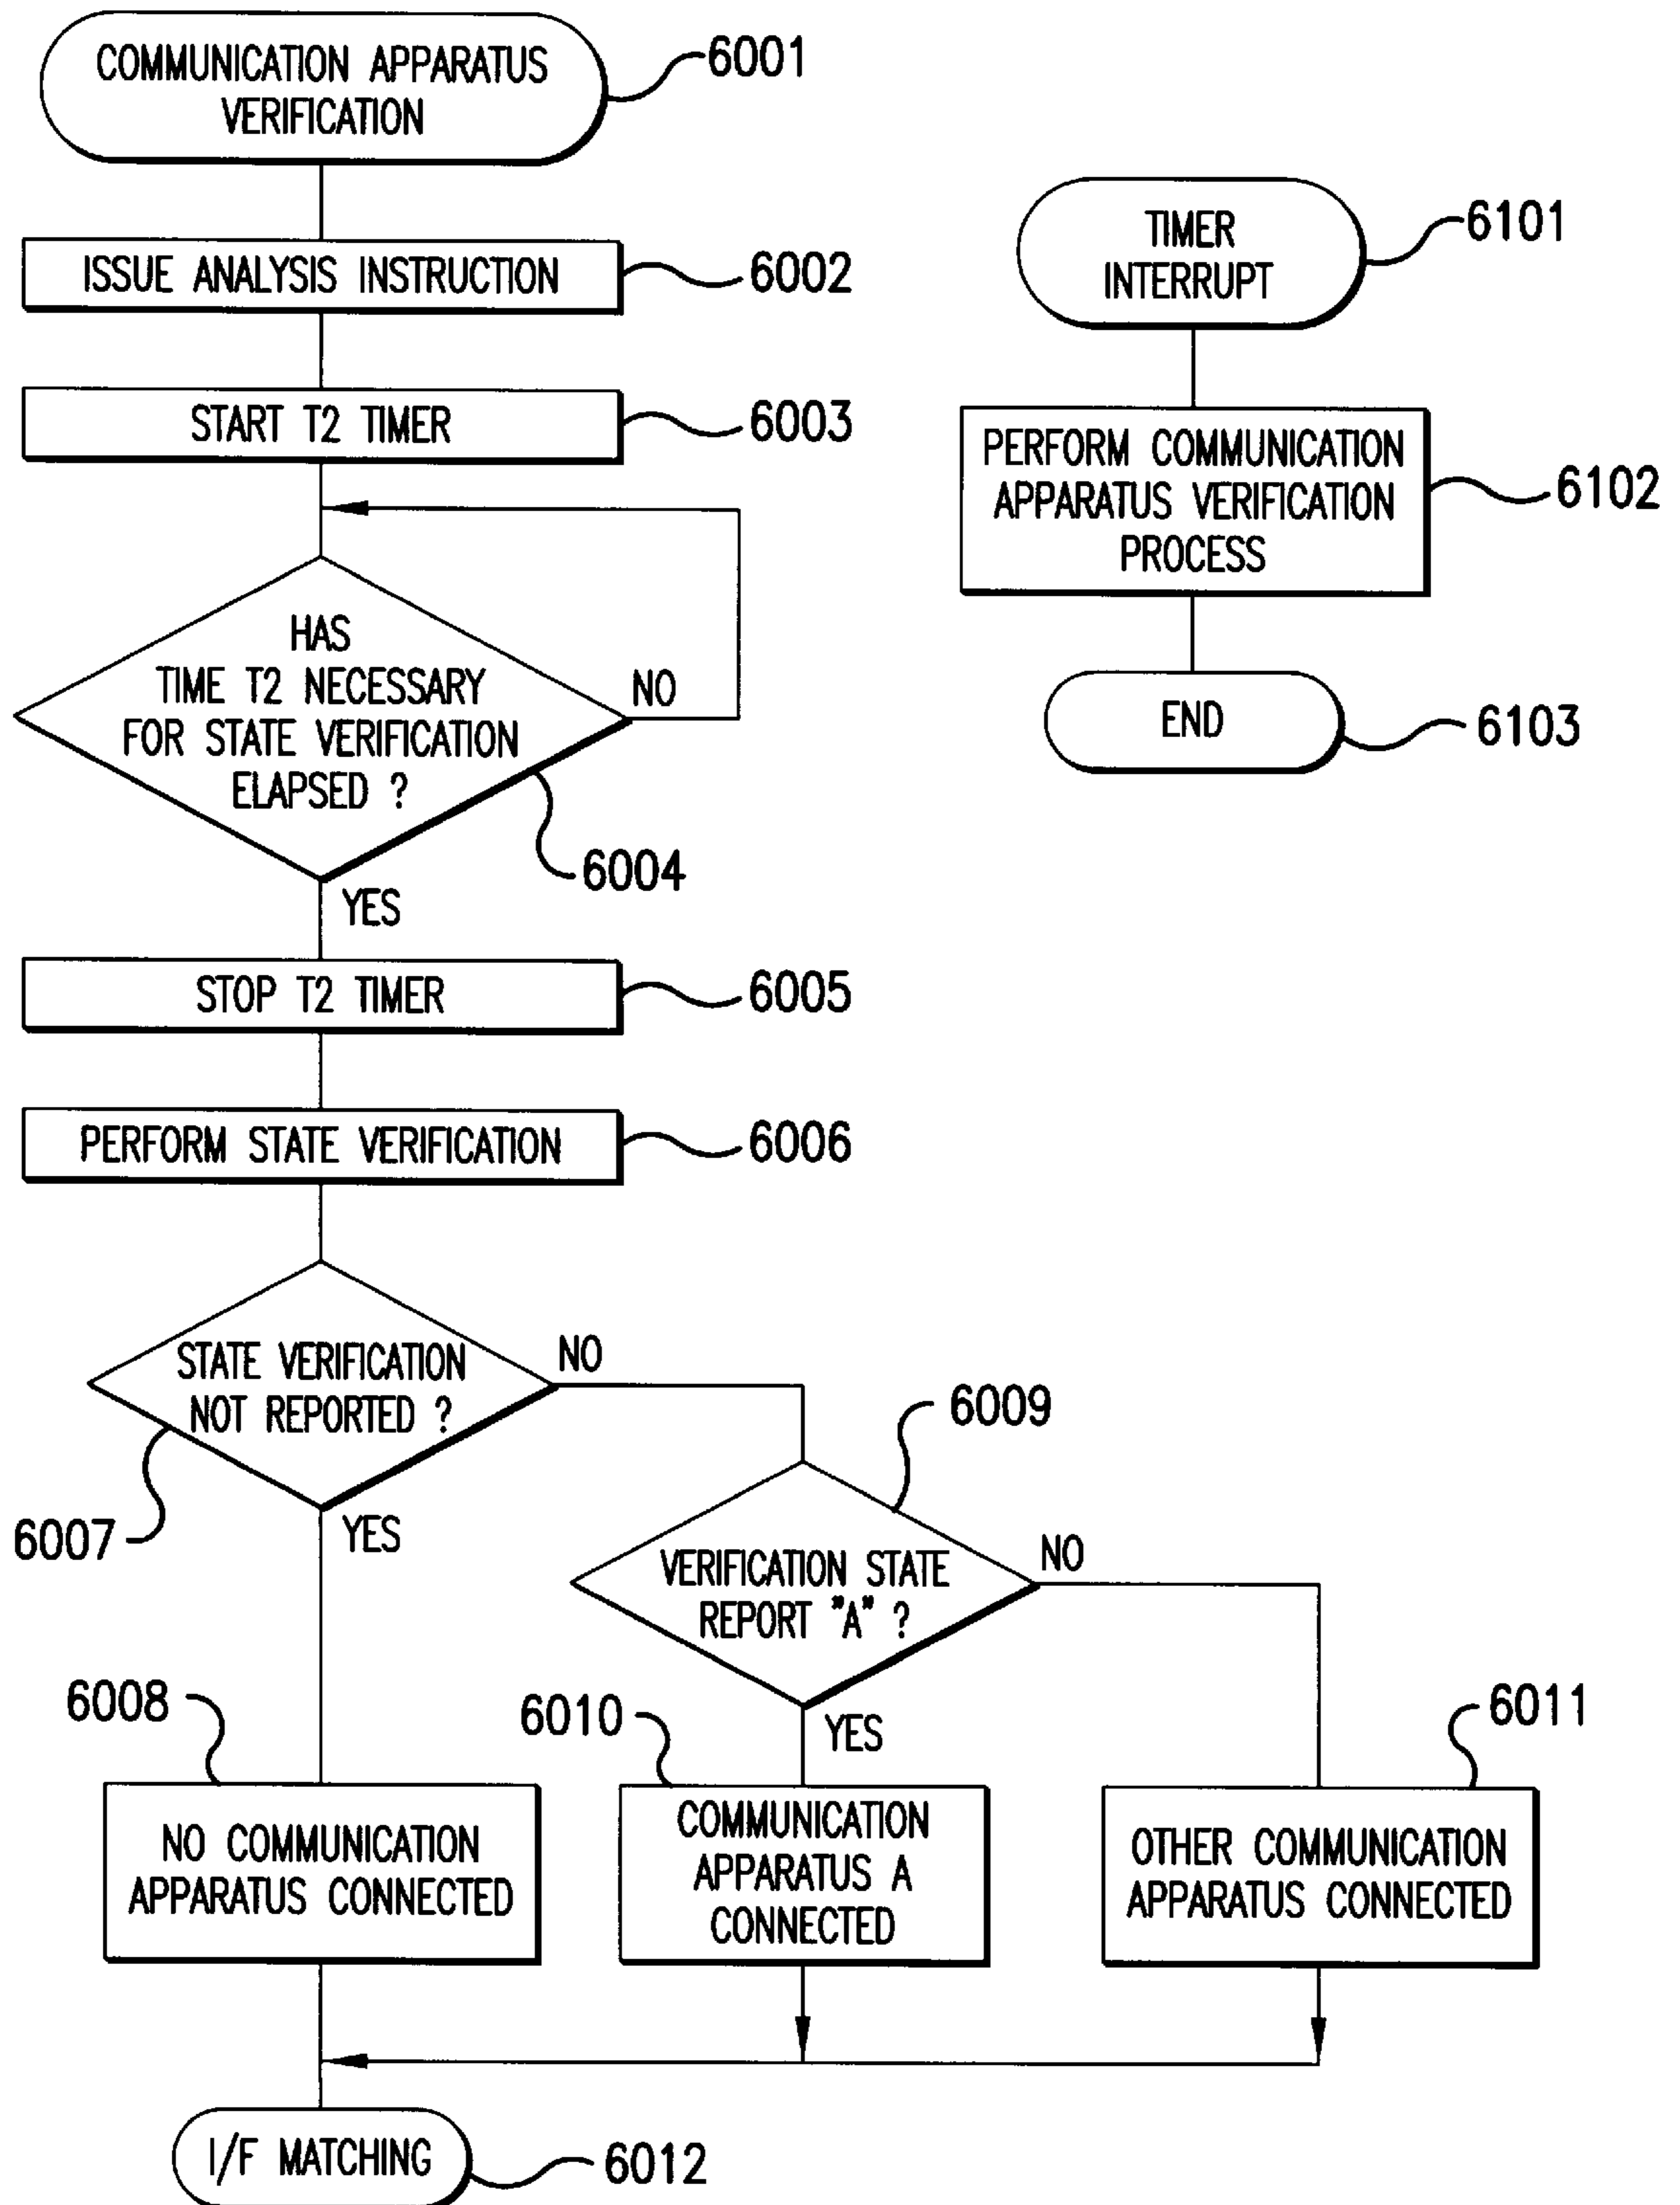 COMMUNICATION APPARATUS
VERIFICATION
6001
ISSUE ANALYSIS INSTRUCTION
6002
START T2 TIMER
6003
HAS
TIME T2 NECESSARY
FOR STATE VERIFICATION
ELAPSED ?
NO
6004
YES
STOP T2 TIMER
6005
PERFORM STATE VERIFICATION
6006
STATE VERIFICATION
NOT REPORTED ?
NO
6007
YES
6009
VERIFICATION STATE
REPORT "A" ?
NO
YES
6008
NO COMMUNICATION
APPARATUS CONNECTED
6010
COMMUNICATION
APPARATUS A
CONNECTED
6011
OTHER COMMUNICATION
APPARATUS CONNECTED
I/F MATCHING
6012
TIMER
INTERRUPT
6101
PERFORM COMMUNICATION
APPARATUS VERIFICATION
PROCESS
6102
END
6103